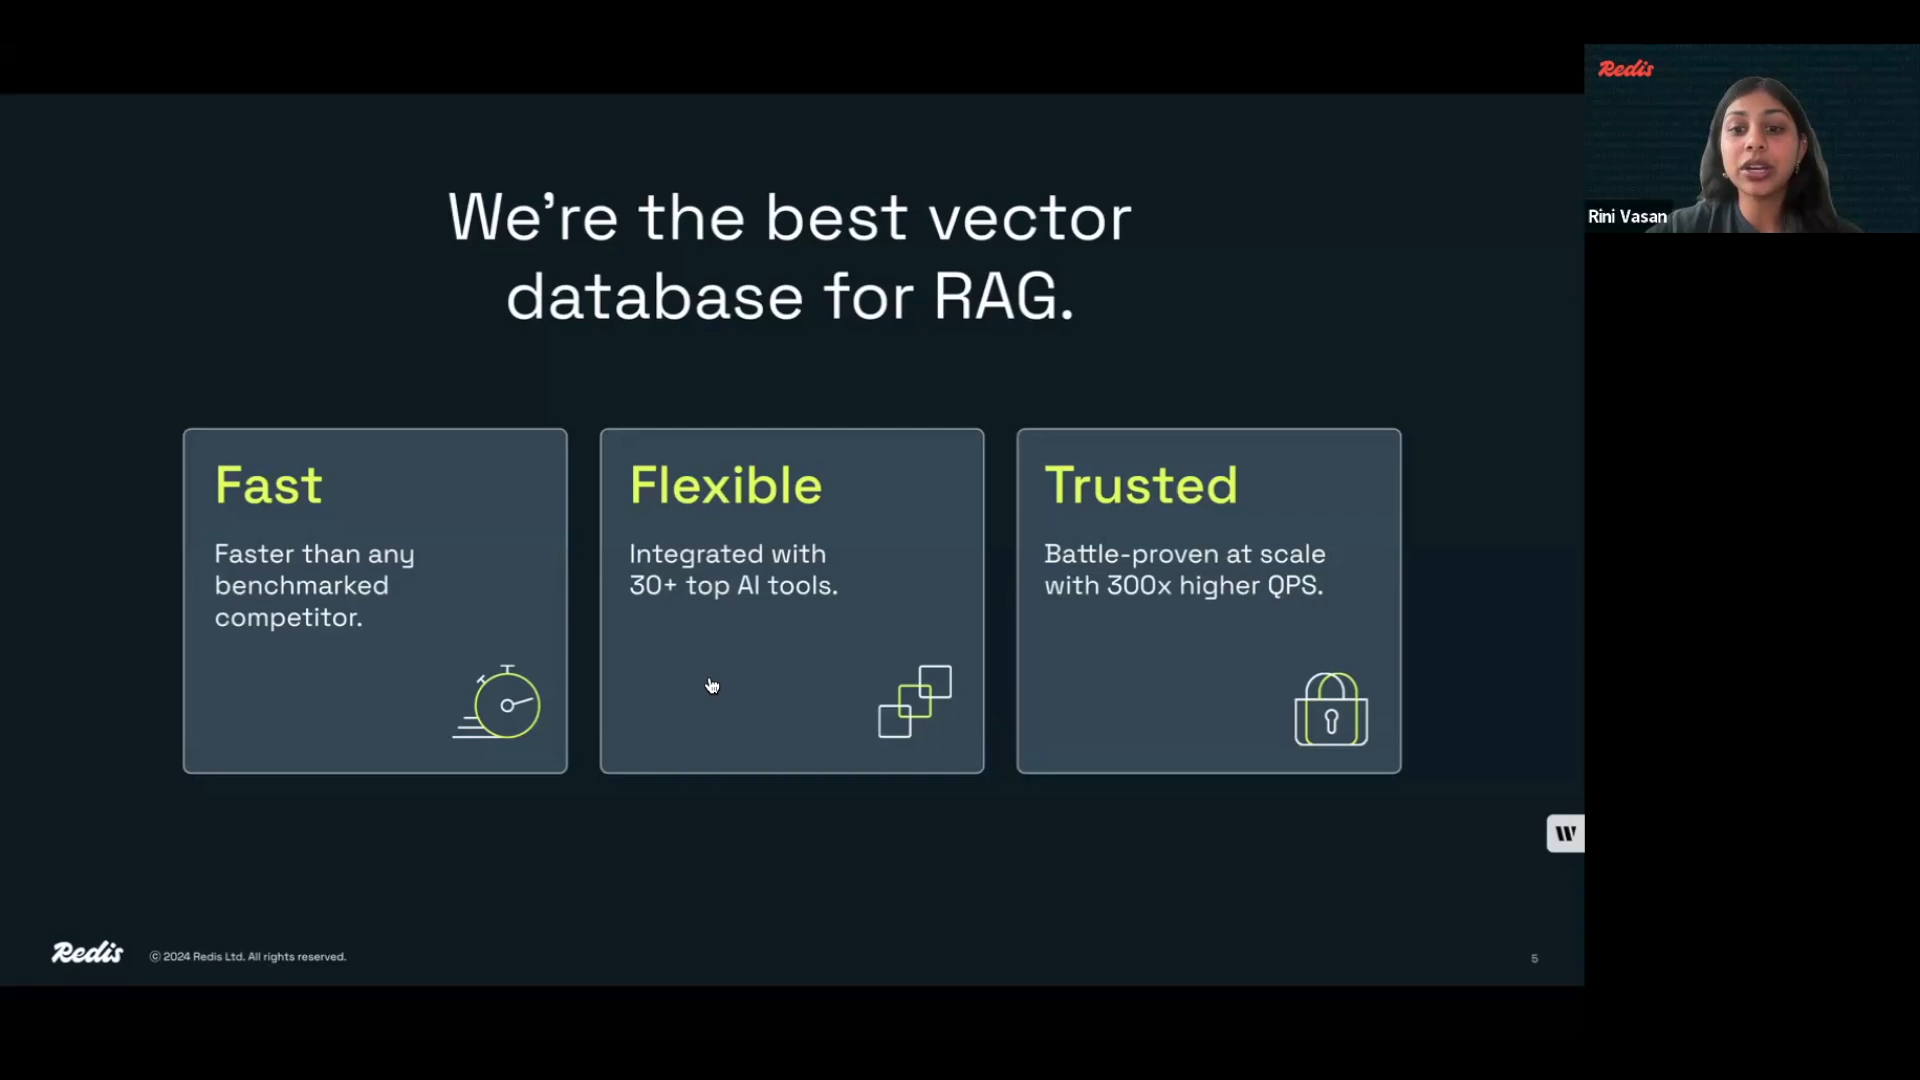 We're the best vector
database for RAG.
Fast
Faster than any
benchmarked
competitor.
Flexible
Integrated with
30+ top AI tools.
Trusted
Battle-proven at scale
with 300x higher QPS.
Redis
© 2024 Redis Ltd. All rights reserved.
5
W
Redis
Rini Vasan